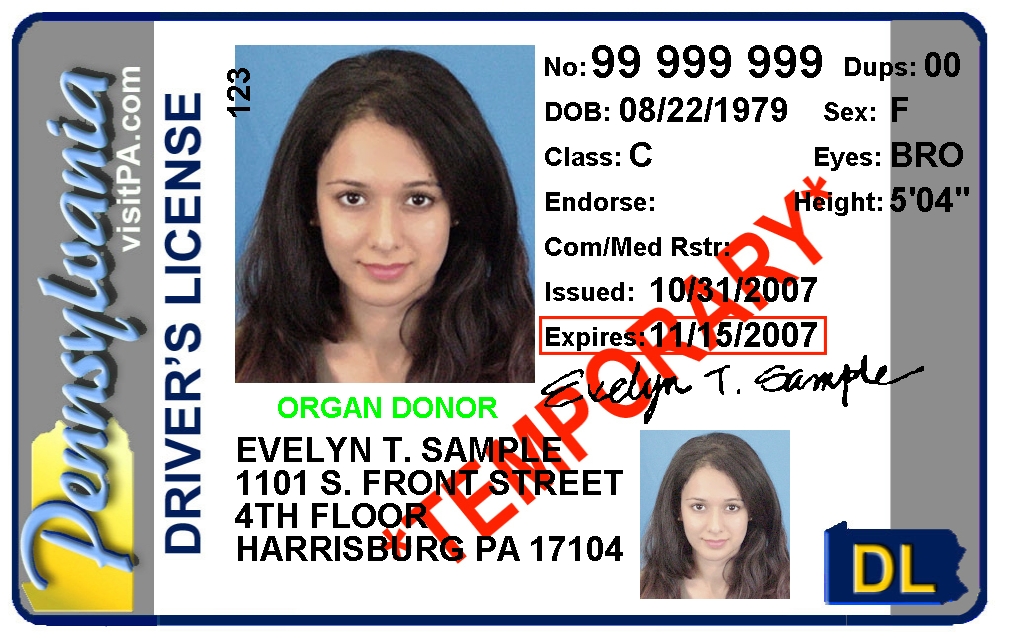 Pennsylvania
visitPA.com
DRIVER'S LICENSE
123
No: 99 999 999 Dups: 00
DOB: 08/22/1979 Sex: F
Class: C Eyes: BRO
Endorse: Height: 5'04"
Com/Med Rstr:
Issued: 10/31/2007
Expires: 11/15/2007
*TEMPORARY*
Evelyn T. Sample
ORGAN DONOR
EVELYN T. SAMPLE
1101 S. FRONT STREET
4TH FLOOR
HARRISBURG PA 17104
DL